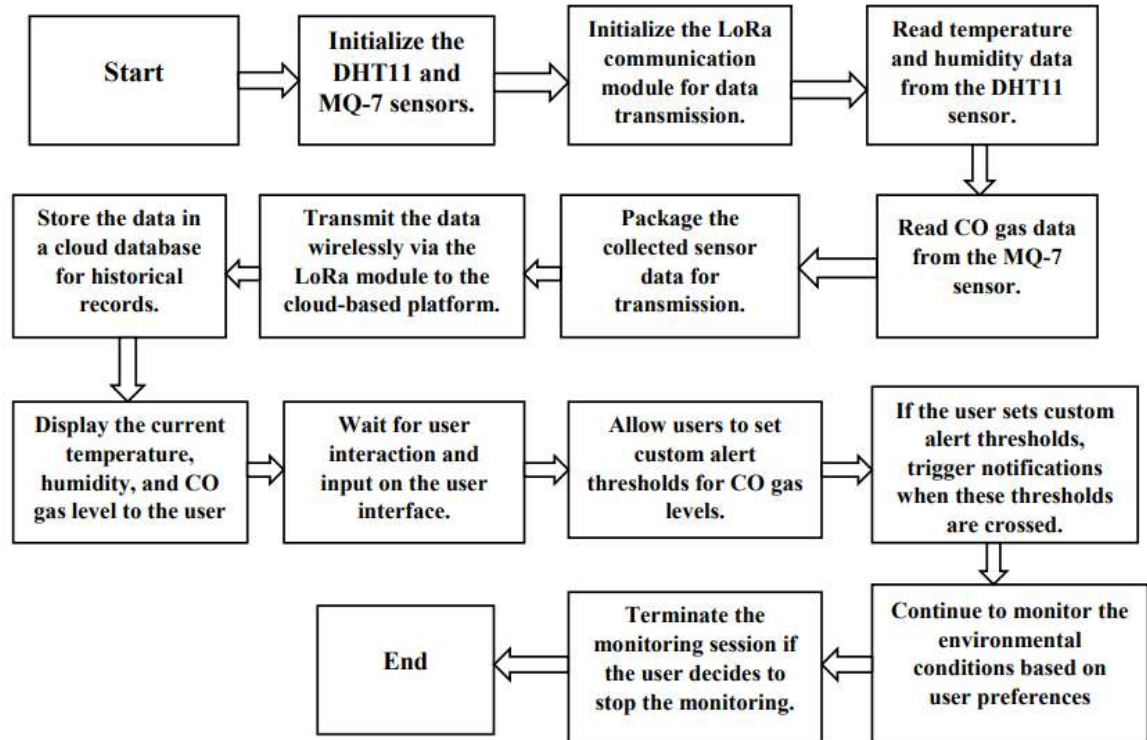 Start
Initialize the
DHT11 and
MQ-7 sensors.
Initialize the LoRa
communication
module for data
transmission.
Read temperature
and humidity data
from the DHT11
sensor.
Read CO gas data
from the MQ-7
sensor.
Package the
collected sensor
data for
transmission.
Transmit the data
wirelessly via the
LoRa module to the
cloud-based platform.
Store the data in
a cloud database
for historical
records.
Display the current
temperature,
humidity, and CO
gas level to the user
Wait for user
interaction and
input on the user
interface.
Allow users to set
custom alert
thresholds for CO gas
levels.
If the user sets custom
alert thresholds,
trigger notifications
when these thresholds
are crossed.
Continue to monitor the
environmental
conditions based on
user preferences
Terminate the
monitoring session if
the user decides to
stop the monitoring.
End